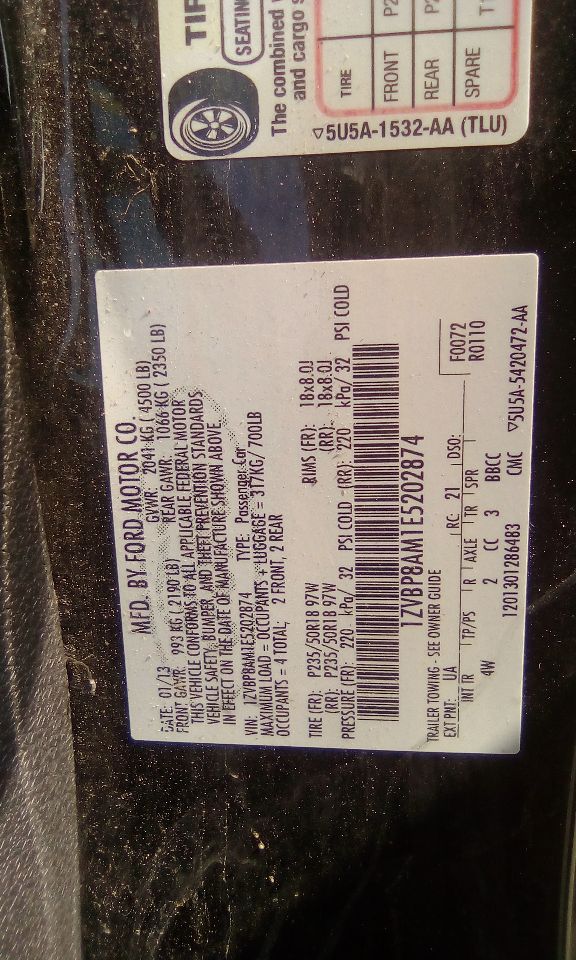 TIR
SEATING
The combined w
and cargo s
TIRE
FRONT P2
REAR P2
SPARE T1
▽5U5A-1532-AA (TLU)
MFD. BY FORD MOTOR CO.
DATE: 01/13 GVWR: 2041 KG ( 4500 LB)
FRONT GAWR: 993 KG ( 2190 LB) REAR GAWR: 1066 KG ( 2350 LB)
THIS VEHICLE CONFORMS TO ALL APPLICABLE FEDERAL MOTOR
VEHICLE SAFETY, BUMPER, AND THEFT PREVENTION STANDARDS
IN EFFECT ON THE DATE OF MANUFACTURE SHOWN ABOVE.
VIN: 1ZVBP8AM1E5202874 TYPE: Passenger Car
MAXIMUM LOAD = OCCUPANTS + LUGGAGE = 317KG/ 700LB
OCCUPANTS = 4 TOTAL; 2 FRONT, 2 REAR
TIRE (FR): P235/50R18 97W RIMS (FR): 18x8.0J
TIRE (RR): P235/50R18 97W (RR): 18x8.0J
PRESSURE (FR): 220 kPa/ 32 PSI COLD (RR): 220 kPa/ 32 PSI COLD
1ZVBP8AM1E5202874
TRAILER TOWING - SEE OWNER GUIDE F0072
EXT PNT: UA RC: 21 DSO: R0110
INT TR TP/PS R AXLE TR SPR
4W 2 CC 3 BBCC
12013012864B3 CMC ▽5U5A-5420472-AA